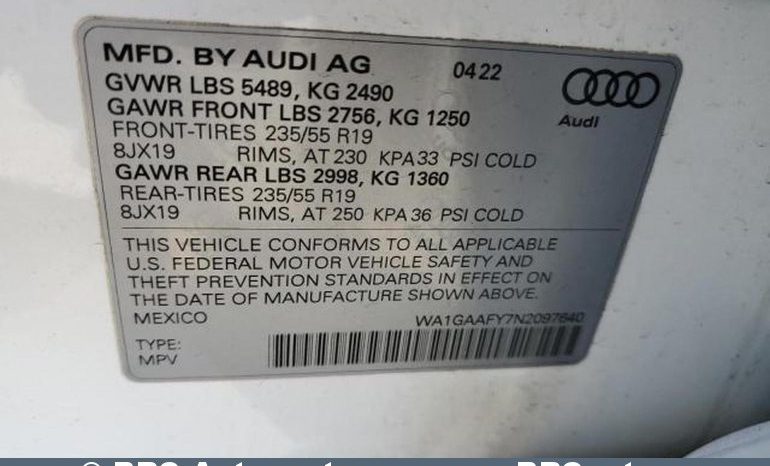 MFD. BY AUDI AG 0422
GVWR LBS 5489, KG 2490
GAWR FRONT LBS 2756, KG 1250
Audi
FRONT-TIRES 235/55 R19
8JX19 RIMS, AT 230 KPA33 PSI COLD
GAWR REAR LBS 2998, KG 1360
REAR-TIRES 235/55 R19
8JX19 RIMS, AT 250 KPA 36 PSI COLD
THIS VEHICLE CONFORMS TO ALL APPLICABLE
U.S. FEDERAL MOTOR VEHICLE SAFETY AND
THEFT PREVENTION STANDARDS IN EFFECT ON
THE DATE OF MANUFACTURE SHOWN ABOVE.
MEXICO WA1GAAFY7N2097640
TYPE:
MPV